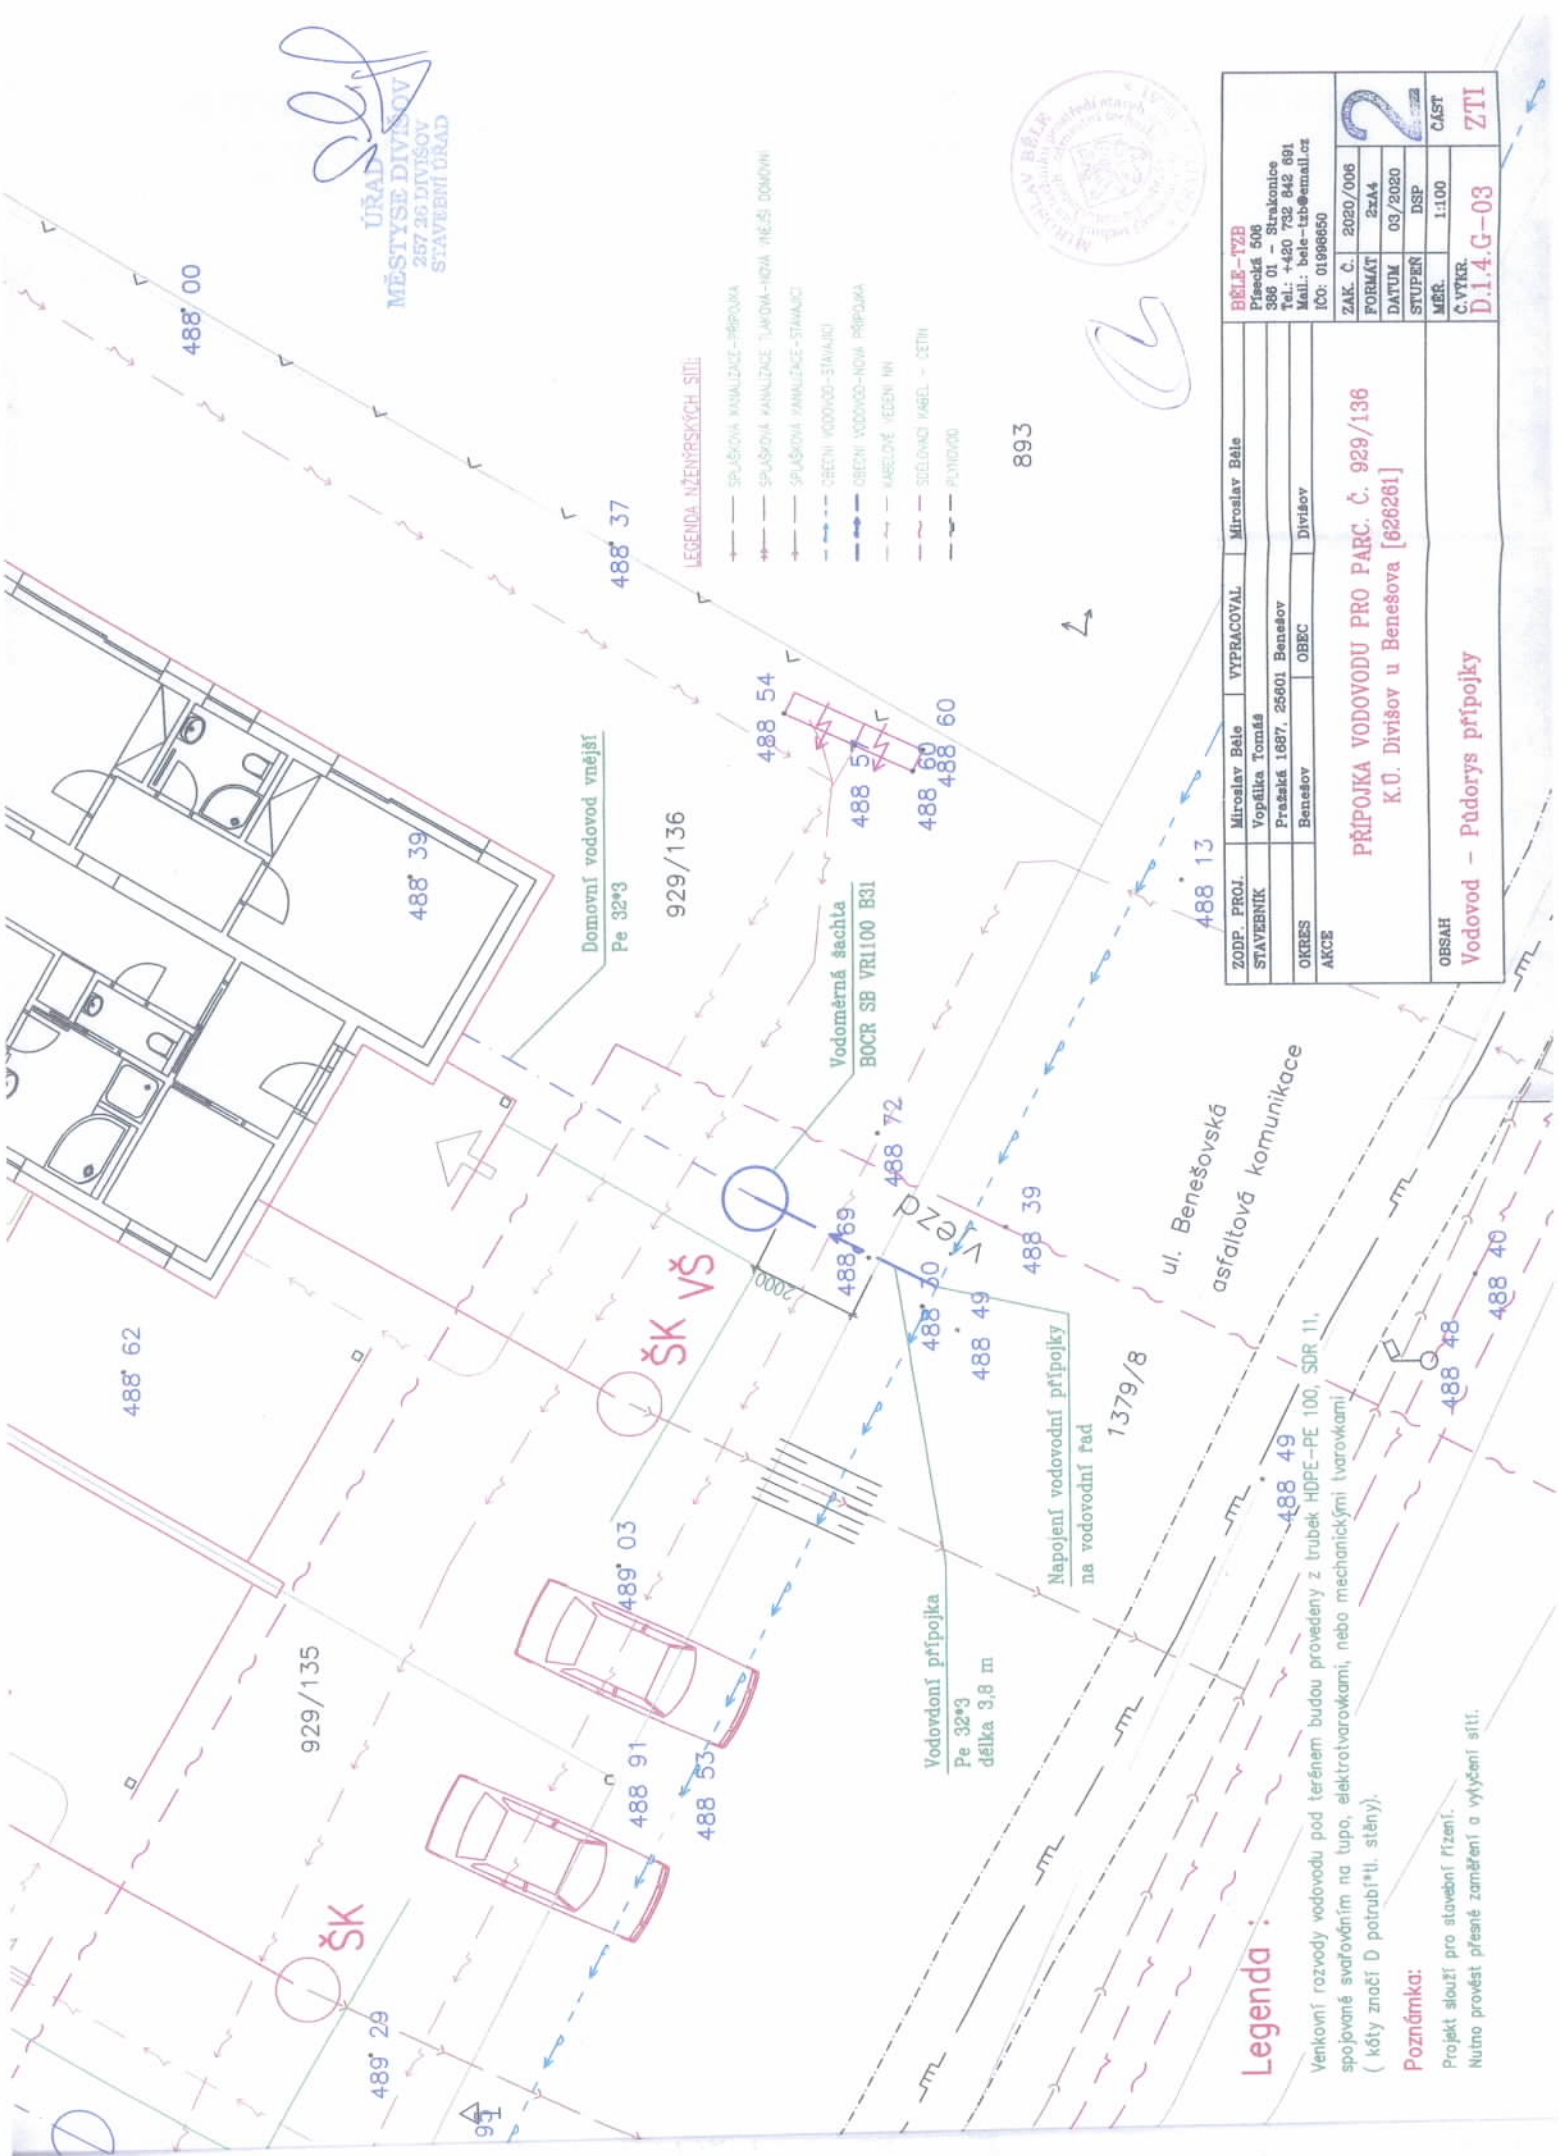 ÚŘAD
MĚSTYSE DIVIŠOV
257 26 DIVIŠOV
STAVEBNÍ ÚŘAD
488 00
488 37
488 54
488 57
488 60
488 60
488 39
488 62
488 13
488 72
488 69
488 30
488 49
488 39
489 03
488 91
488 53
489 29
488 49
488 48
488 40
95
LEGENDA NŽENÝRSKÝCH SÍTÍ:
SPLAŠKOVÁ KANALIZACE-PŘÍPOJKA
SPLAŠKOVÁ KANALIZACE TLAKOVÁ-NOVÁ VNĚJŠÍ DOMOVNÍ
SPLAŠKOVÁ KANALIZACE-STÁVAJÍCÍ
OBECNÍ VODOVOD-STÁVAJÍCÍ
OBECNÍ VODOVOD-NOVÁ PŘÍPOJKA
KABELOVÉ VEDENÍ NN
SDĚLOVACÍ KABEL - CETIN
PLYNOVOD
893
Domovní vodovod vnější
Pe 32*3
929/136
Vodoměrná šachta
BOCR SB VR1100 B31
ŠK VŠ
2000
Vjezd
ul. Benešovská
asfaltová komunikace
Napojení vodovodní přípojky
na vodovodní řad
1379/8
Vodovdoní přípojka
Pe 32*3
délka 3,8 m
929/135
ŠK
Legenda :
Venkovní rozvody vodovodu pod terénem budou provedeny z trubek HDPE-PE 100, SDR 11,
spojované svařováním na tupo, elektrotvarovkami, nebo mechanickými tvarovkami
( kóty značí D potrubí*tl. stěny).
Poznámka:
Projekt slouží pro stavební řízení.
Nutno provést přesné zaměření a vytyčení sítí.
MIROSLAV BĚLE
ZODP. PROJ. Miroslav Běle VYPRACOVAL Miroslav Běle
STAVEBNÍK Vopálka Tomáš
Pražská 1687, 25601 Benešov
OKRES Benešov OBEC Divišov
AKCE
PŘÍPOJKA VODOVODU PRO PARC. Č. 929/136
K.Ú. Divišov u Benešova [626261]
OBSAH
Vodovod - Půdorys přípojky
BĚLE-TZB
Písecká 506
386 01 - Strakonice
Tel.: +420 732 842 691
Mail.: bele-tzb@email.cz
IČO: 01998650
ZAK. Č. 2020/006
FORMÁT 2xA4
DATUM 03/2020
STUPEŇ DSP
MĚŘ. 1:100
2
Č.VÝKR. ČÁST
D.1.4.G-03 ZTI